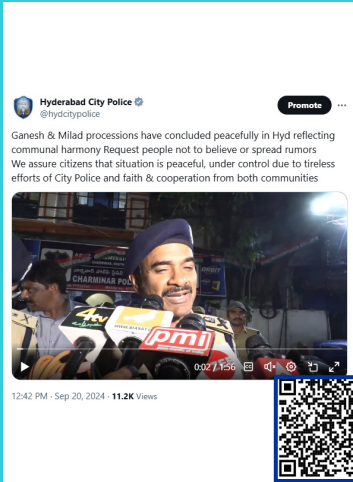 Hyderabad City Police
@hydcitypolice
Promote
Ganesh & Milad processions have concluded peacefully in Hyd reflecting
communal harmony Request people not to believe or spread rumors
We assure citizens that situation is peaceful, under control due to tireless
efforts of City Police and faith & cooperation from both communities
ORBIT
CHARMINAR POL
4tv
pmi
0:02 / 1:56
12:42 PM · Sep 20, 2024 · 11.2K Views